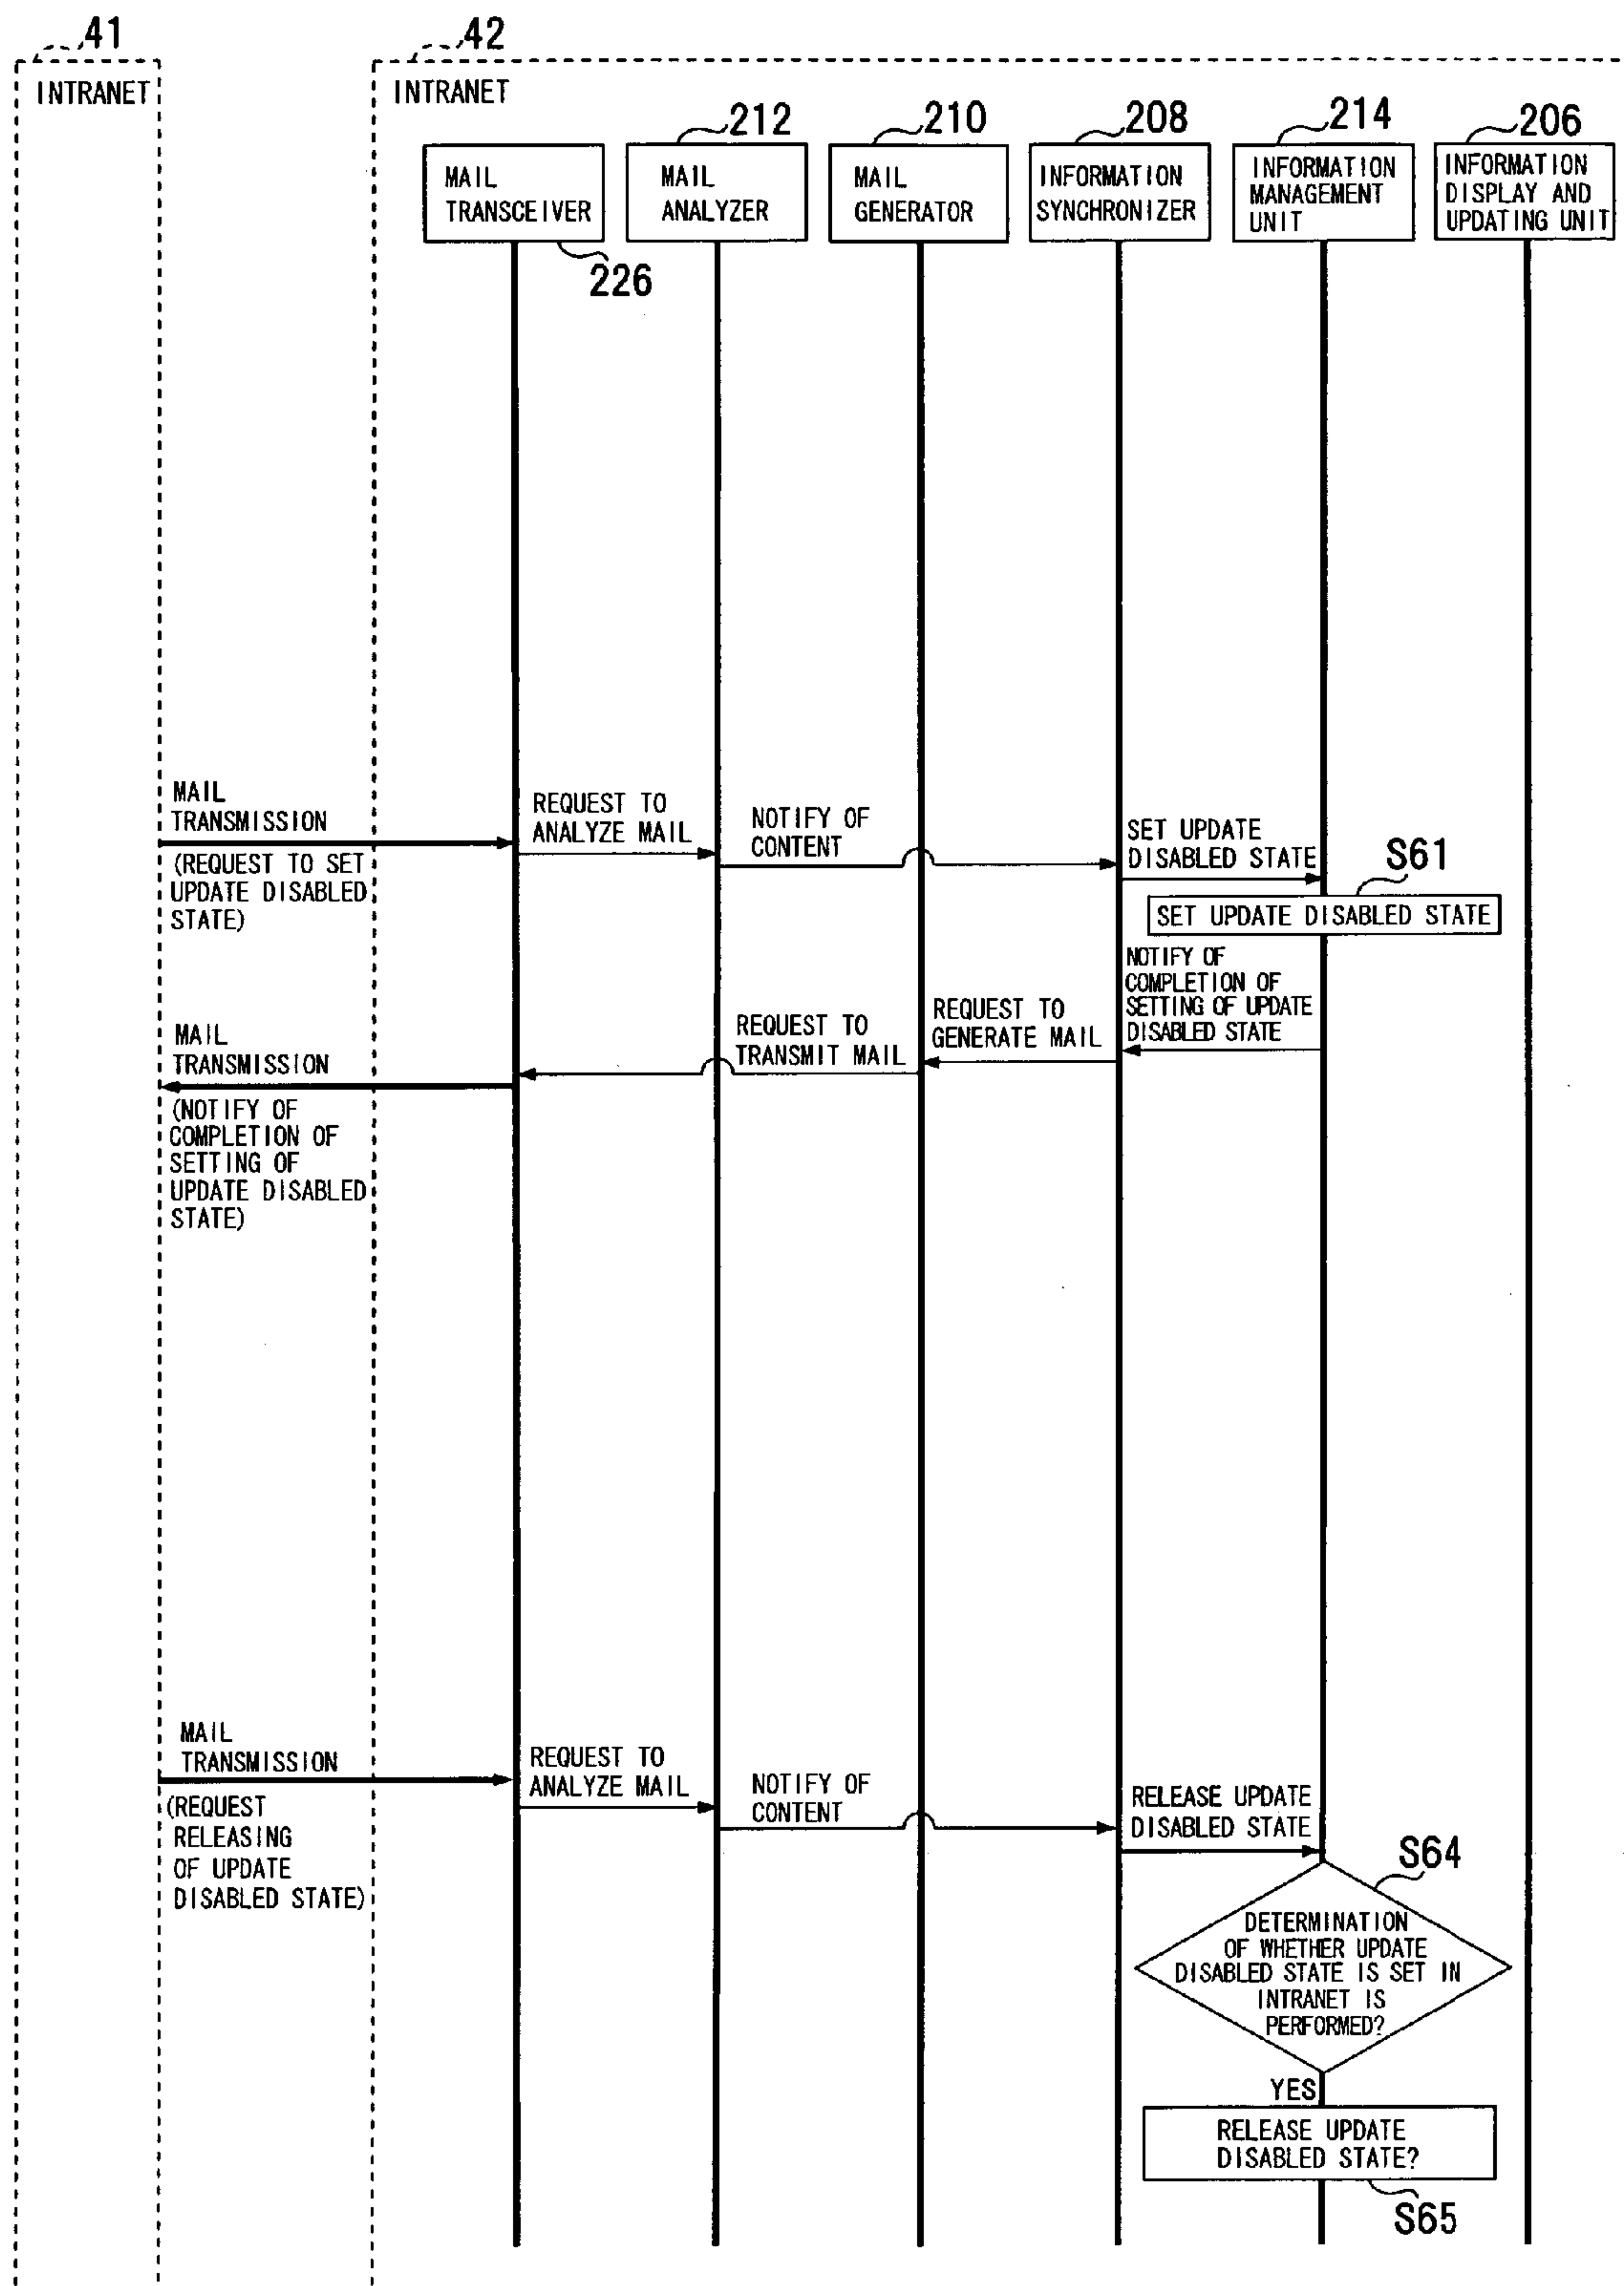 41
INTRANET
42
INTRANET
MAIL
TRANSCEIVER
226
212
MAIL
ANALYZER
210
MAIL
GENERATOR
208
INFORMATION
SYNCHRONIZER
214
INFORMATION
MANAGEMENT
UNIT
206
INFORMATION
DISPLAY AND
UPDATING UNIT
MAIL
TRANSMISSION
(REQUEST TO SET
UPDATE DISABLED
STATE)
REQUEST TO
ANALYZE MAIL
NOTIFY OF
CONTENT
SET UPDATE
DISABLED STATE
S61
SET UPDATE DISABLED STATE
NOTIFY OF
COMPLETION OF
SETTING OF UPDATE
DISABLED STATE
REQUEST TO
GENERATE MAIL
REQUEST TO
TRANSMIT MAIL
MAIL
TRANSMISSION
(NOTIFY OF
COMPLETION OF
SETTING OF
UPDATE DISABLED
STATE)
MAIL
TRANSMISSION
(REQUEST
RELEASING
OF UPDATE
DISABLED STATE)
REQUEST TO
ANALYZE MAIL
NOTIFY OF
CONTENT
RELEASE UPDATE
DISABLED STATE
S64
DETERMINATION
OF WHETHER UPDATE
DISABLED STATE IS SET IN
INTRANET IS
PERFORMED?
YES
RELEASE UPDATE
DISABLED STATE?
S65